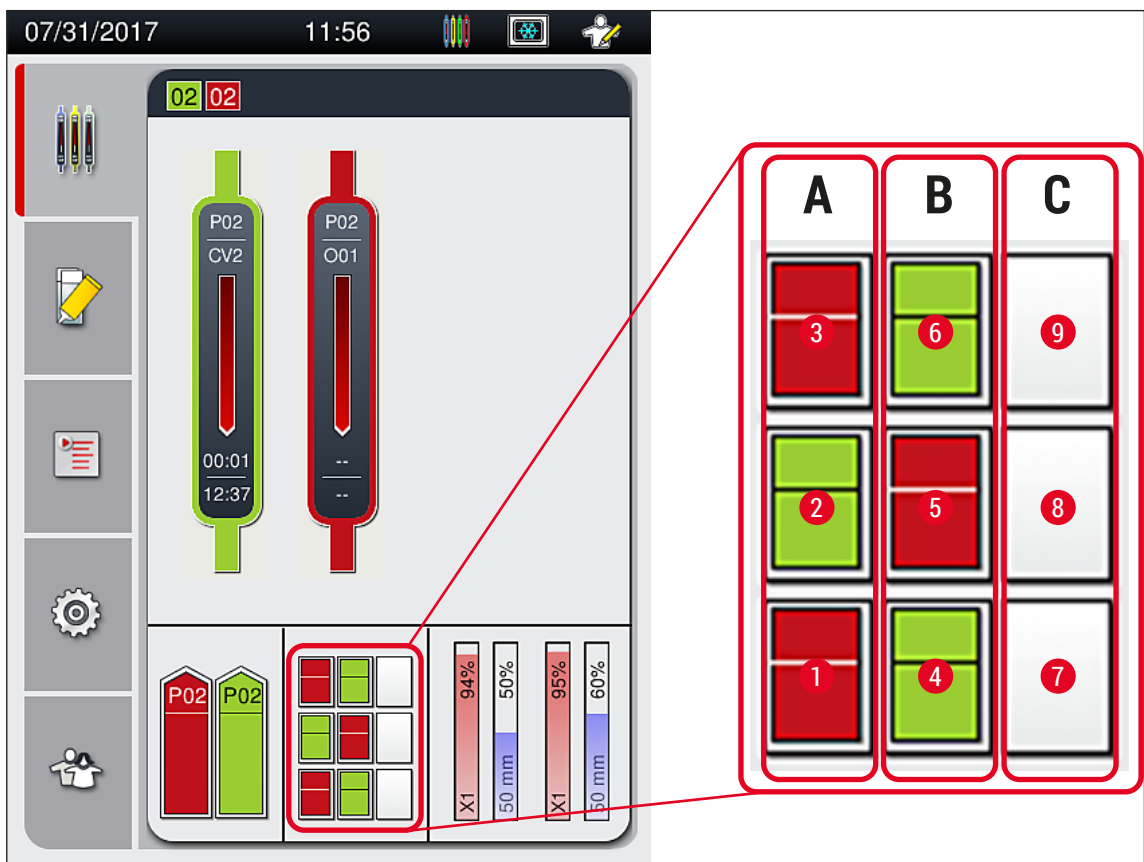 07/31/2017 11:56
02 02
P02 P02
CV2 O01
00:01 --
12:37 --
P02 P02
X1 94%
50 mm 50%
X1 95%
50 mm 60%
A B C
3 6 9
2 5 8
1 4 7